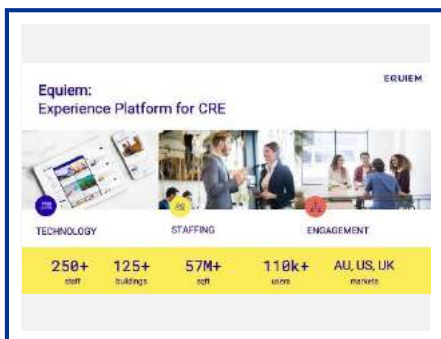 EQUIEM
Equiem:
Experience Platform for CRE
TECHNOLOGY
STAFFING
ENGAGEMENT
250+ 125+ 57M+ 110k+ AU, US, UK
staff buildings sqft users markets